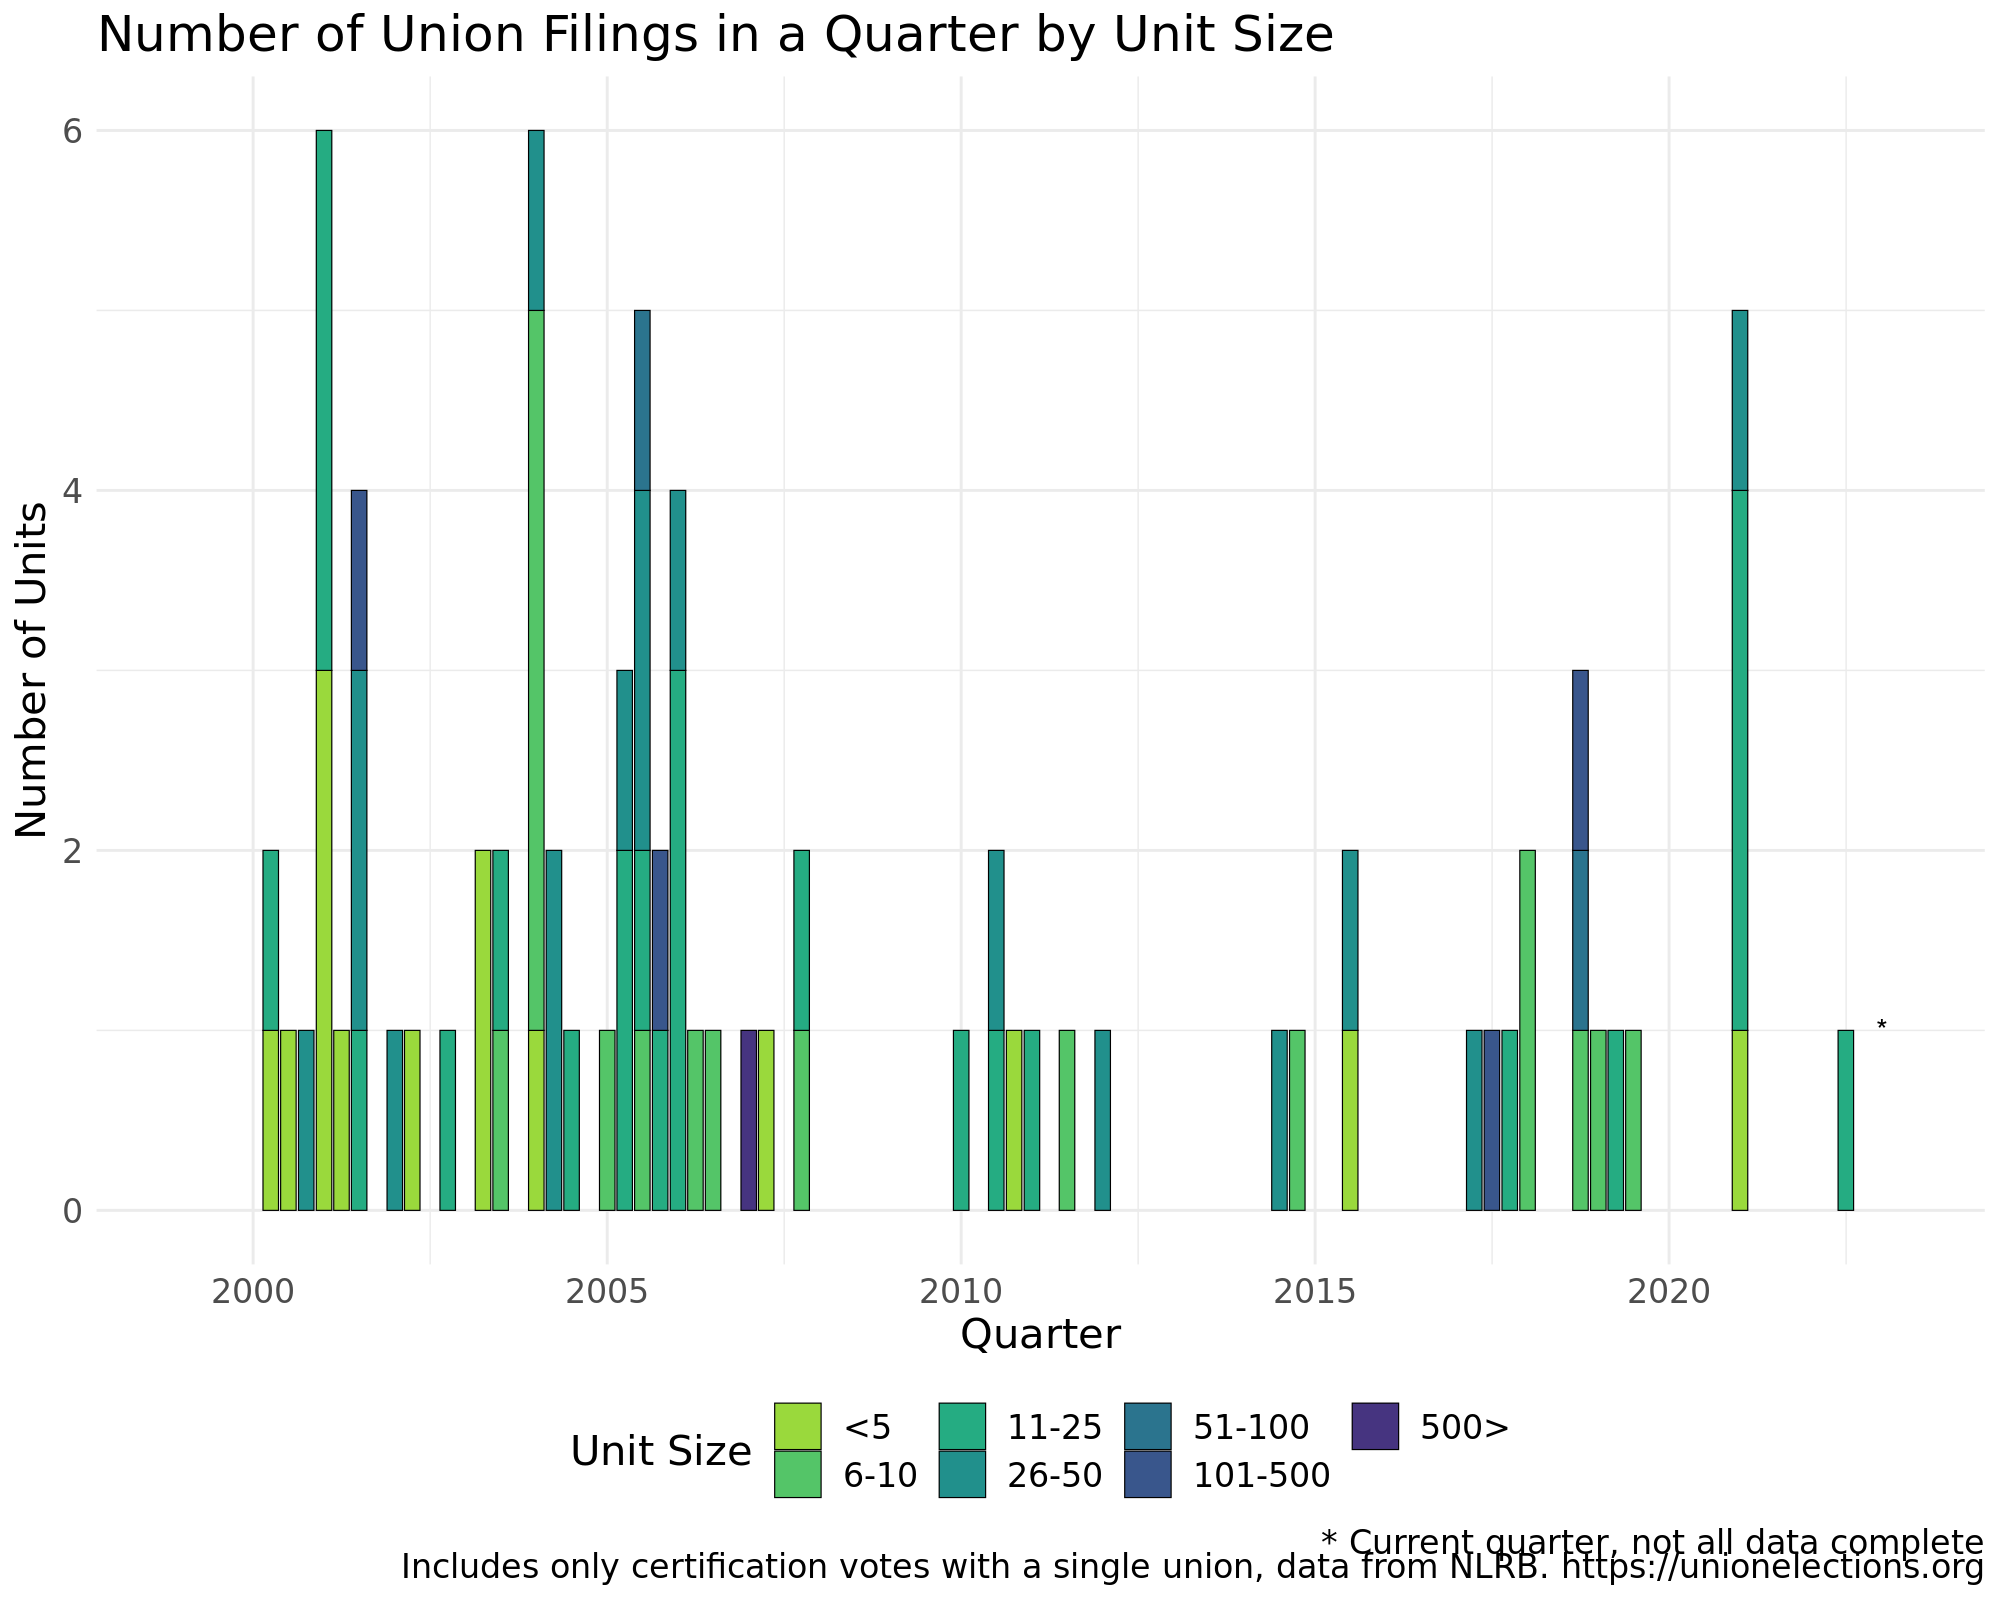 Number of Union Filings in a Quarter by Unit Size
6
4
2
0
Number of Units
2000 2005 2010 2015 2020
*
Quarter
Unit Size
<5 11-25 51-100 500>
6-10 26-50 101-500
* Current quarter, not all data complete
Includes only certification votes with a single union, data from NLRB. https://unionelections.org